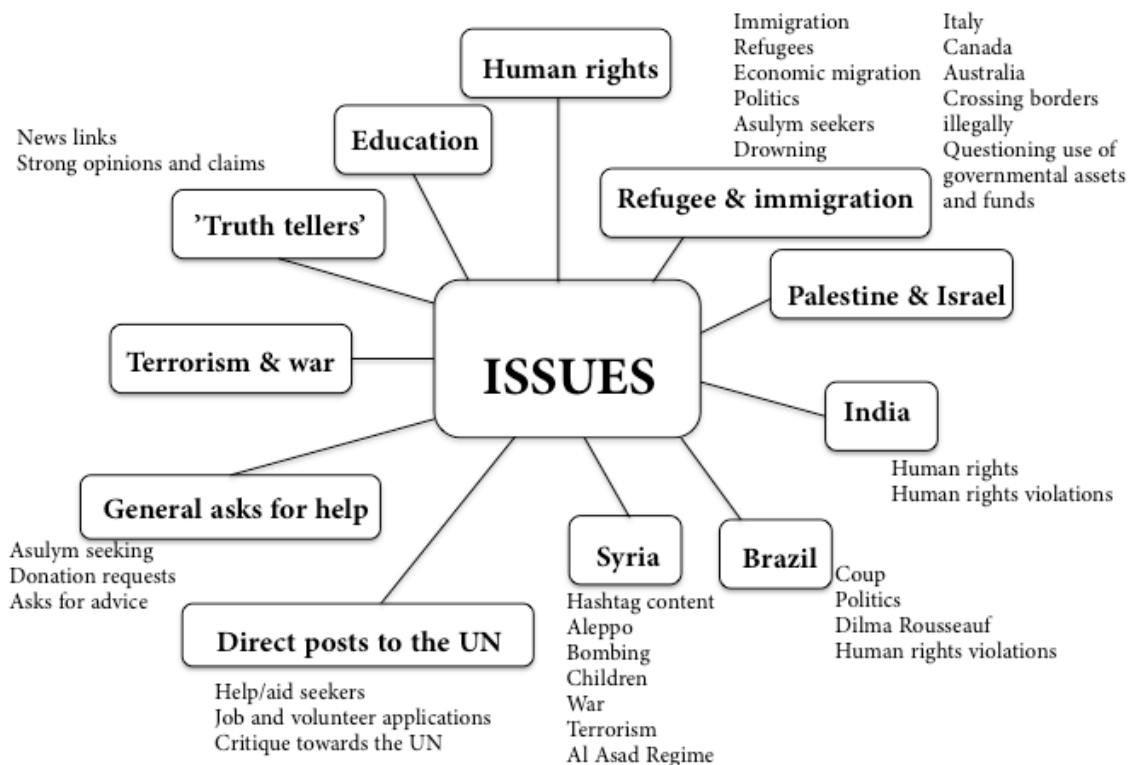 Immigration
Refugees
Economic migration
Politics
Asulym seekers
Drowning
Italy
Canada
Australia
Crossing borders
illegally
Questioning use of
governmental assets
and funds
Human rights
Education
News links
Strong opinions and claims
’Truth tellers’
Refugee & immigration
Palestine & Israel
Terrorism & war
ISSUES
India
Human rights
Human rights violations
General asks for help
Asulym seeking
Donation requests
Asks for advice
Syria
Hashtag content
Aleppo
Bombing
Children
War
Terrorism
Al Asad Regime
Brazil
Coup
Politics
Dilma Rousseauf
Human rights violations
Direct posts to the UN
Help/aid seekers
Job and volunteer applications
Critique towards the UN